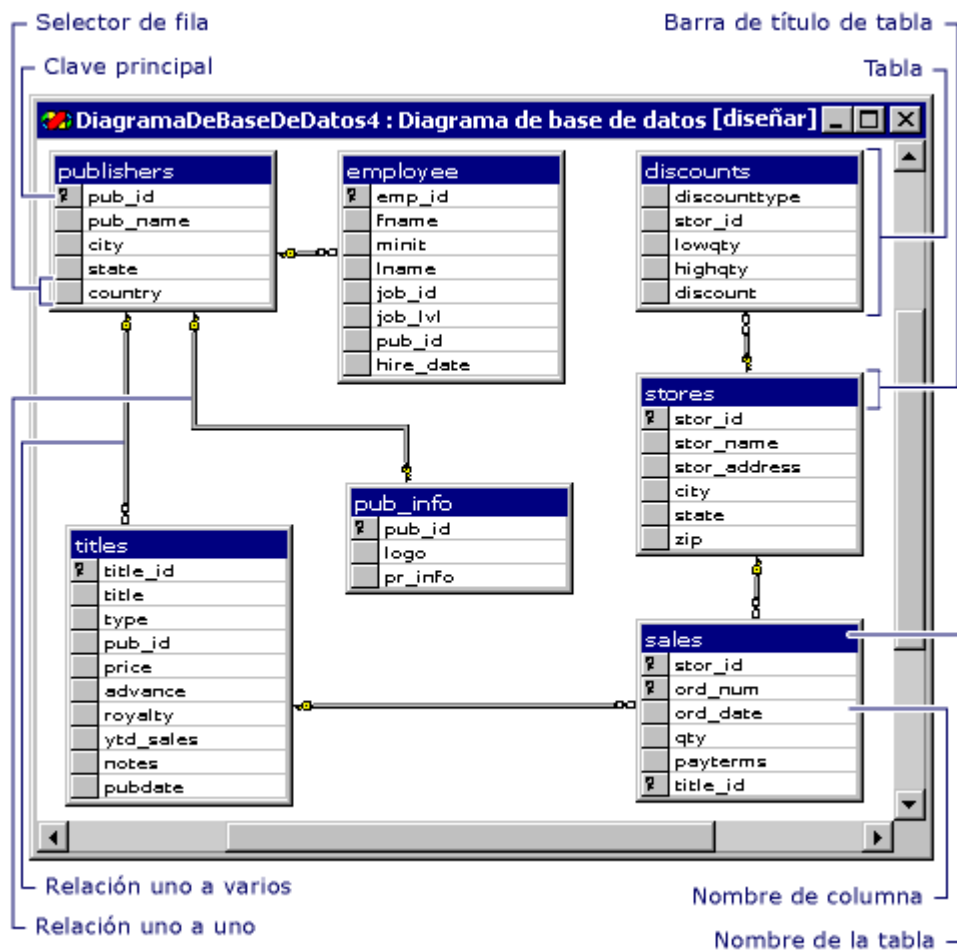 Selector de fila
Barra de título de tabla
Clave principal
Tabla
DiagramaDeBaseDeDatos4 : Diagrama de base de datos [diseñar]
publishers
pub_id
pub_name
city
state
country
employee
emp_id
fname
minit
lname
job_id
job_lvl
pub_id
hire_date
discounts
discounttype
stor_id
lowqty
highqty
discount
stores
stor_id
stor_name
stor_address
city
state
zip
pub_info
pub_id
logo
pr_info
titles
title_id
title
type
pub_id
price
advance
royalty
ytd_sales
notes
pubdate
sales
stor_id
ord_num
ord_date
qty
payterms
title_id
Relación uno a varios
Nombre de columna
Relación uno a uno
Nombre de la tabla